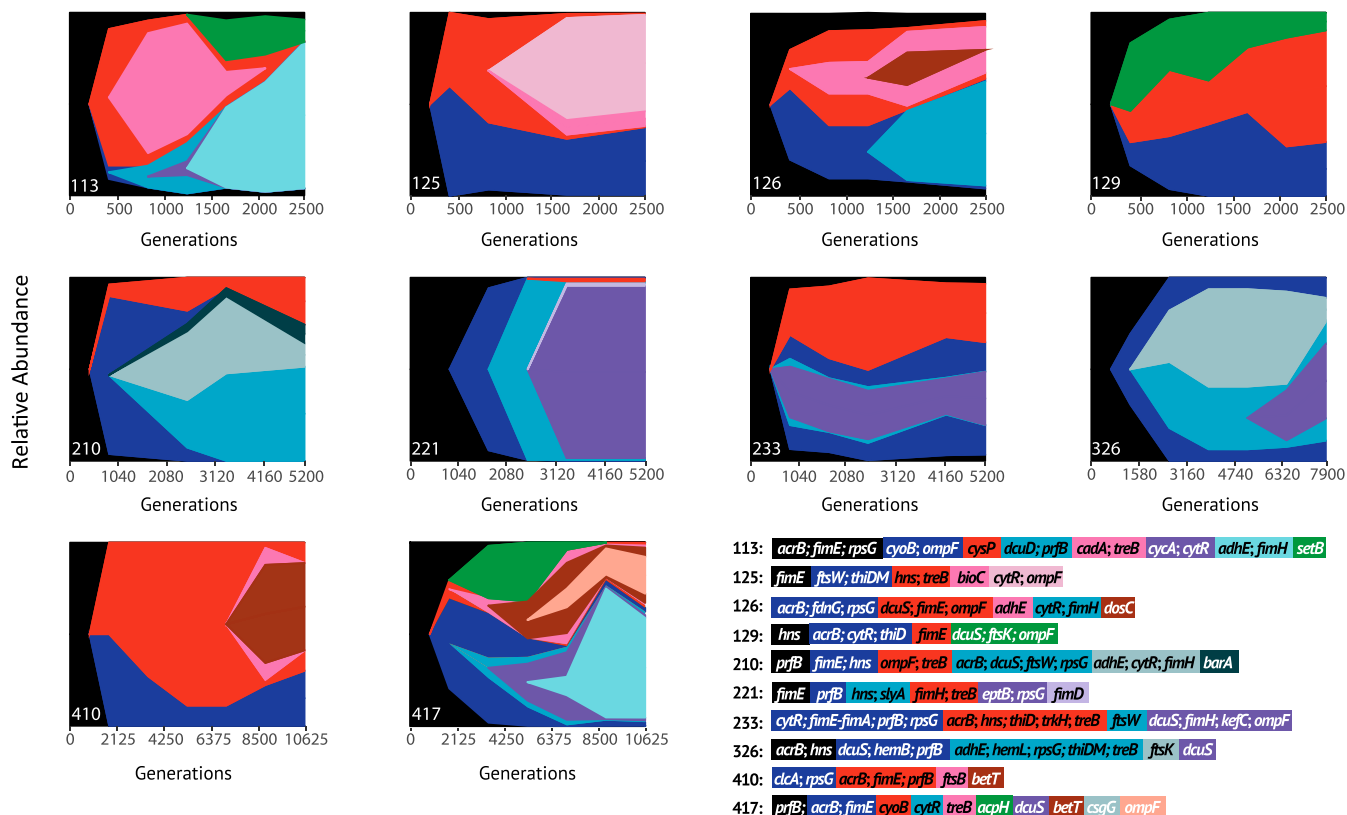 113
125
126
129
0 500 1000 1500 2000 2500
0 500 1000 1500 2000 2500
0 500 1000 1500 2000 2500
0 500 1000 1500 2000 2500
Generations
Generations
Generations
Generations
Relative Abundance
210
221
233
326
0 1040 2080 3120 4160 5200
0 1040 2080 3120 4160 5200
0 1040 2080 3120 4160 5200
0 1580 3160 4740 6320 7900
Generations
Generations
Generations
Generations
410
417
0 2125 4250 6375 8500 10625
0 2125 4250 6375 8500 10625
Generations
Generations
113: acrB; fimE; rpsG cyoB; ompF cysP dcuD; prfB cadA; treB cycA; cytR adhE; fimH setB
125: fimE ftsW; thiDM hns; treB bioC cytR; ompF
126: acrB; fdnG; rpsG dcuS; fimE; ompF adhE cytR; fimH dosC
129: hns acrB; cytR; thiD fimE dcuS; ftsK; ompF
210: prfB fimE; hns ompF; treB acrB; dcuS; ftsW; rpsG adhE; cytR; fimH barA
221: fimE prfB hns; slyA fimH; treB eptB; rpsG fimD
233: cytR; fimE-fimA; prfB; rpsG acrB; hns; thiD; trkH; treB ftsW dcuS; fimH; kefC; ompF
326: acrB; hns dcuS; hemB; prfB adhE; hemL; rpsG; thiDM; treB ftsK dcuS
410: clcA; rpsG acrB; fimE; prfB ftsB betT
417: prfB; acrB; fimE cyoB cytR treB acpH dcuS betT csgG ompF